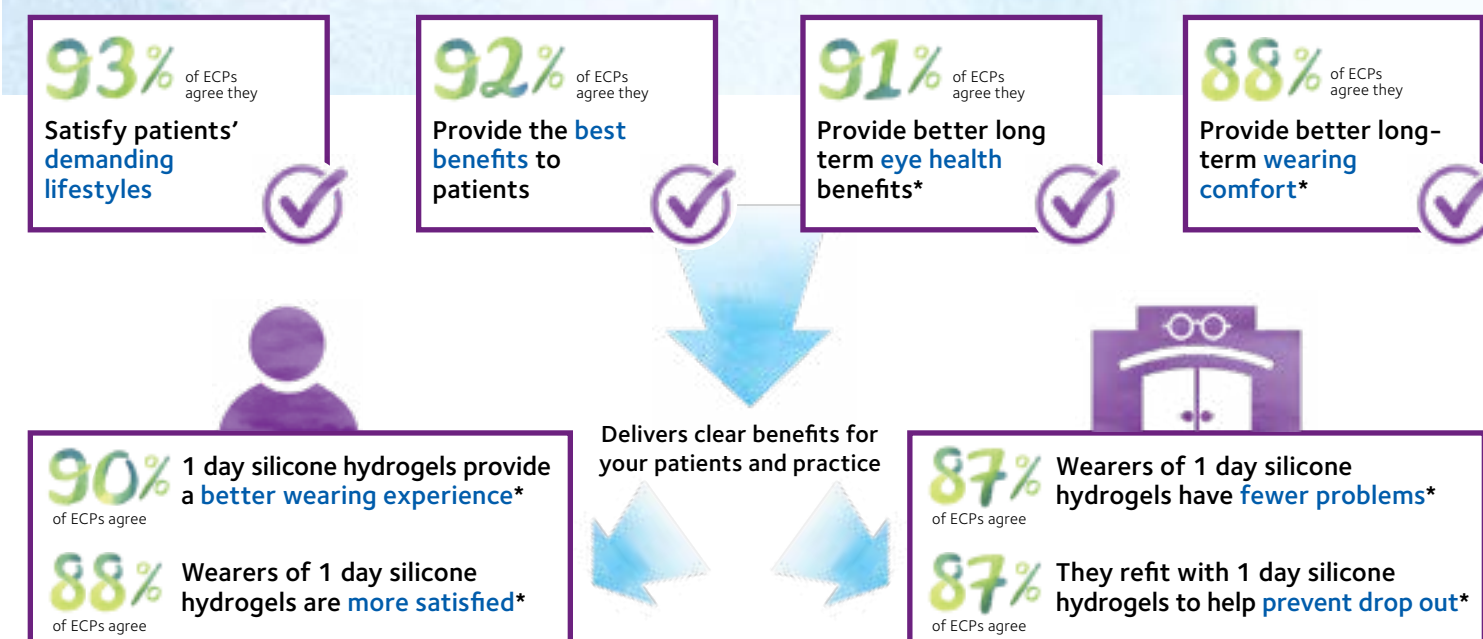 93% of ECPs
agree they
Satisfy patients’
demanding
lifestyles
92% of ECPs
agree they
Provide the best
benefits to
patients
91% of ECPs
agree they
Provide better long
term eye health
benefits*
88% of ECPs
agree they
Provide better long-
term wearing
comfort*
Delivers clear benefits for
your patients and practice
90%
of ECPs agree
1 day silicone hydrogels provide
a better wearing experience*
88%
of ECPs agree
Wearers of 1 day silicone
hydrogels are more satisfied*
87%
of ECPs agree
Wearers of 1 day silicone
hydrogels have fewer problems*
87%
of ECPs agree
They refit with 1 day silicone
hydrogels to help prevent drop out*